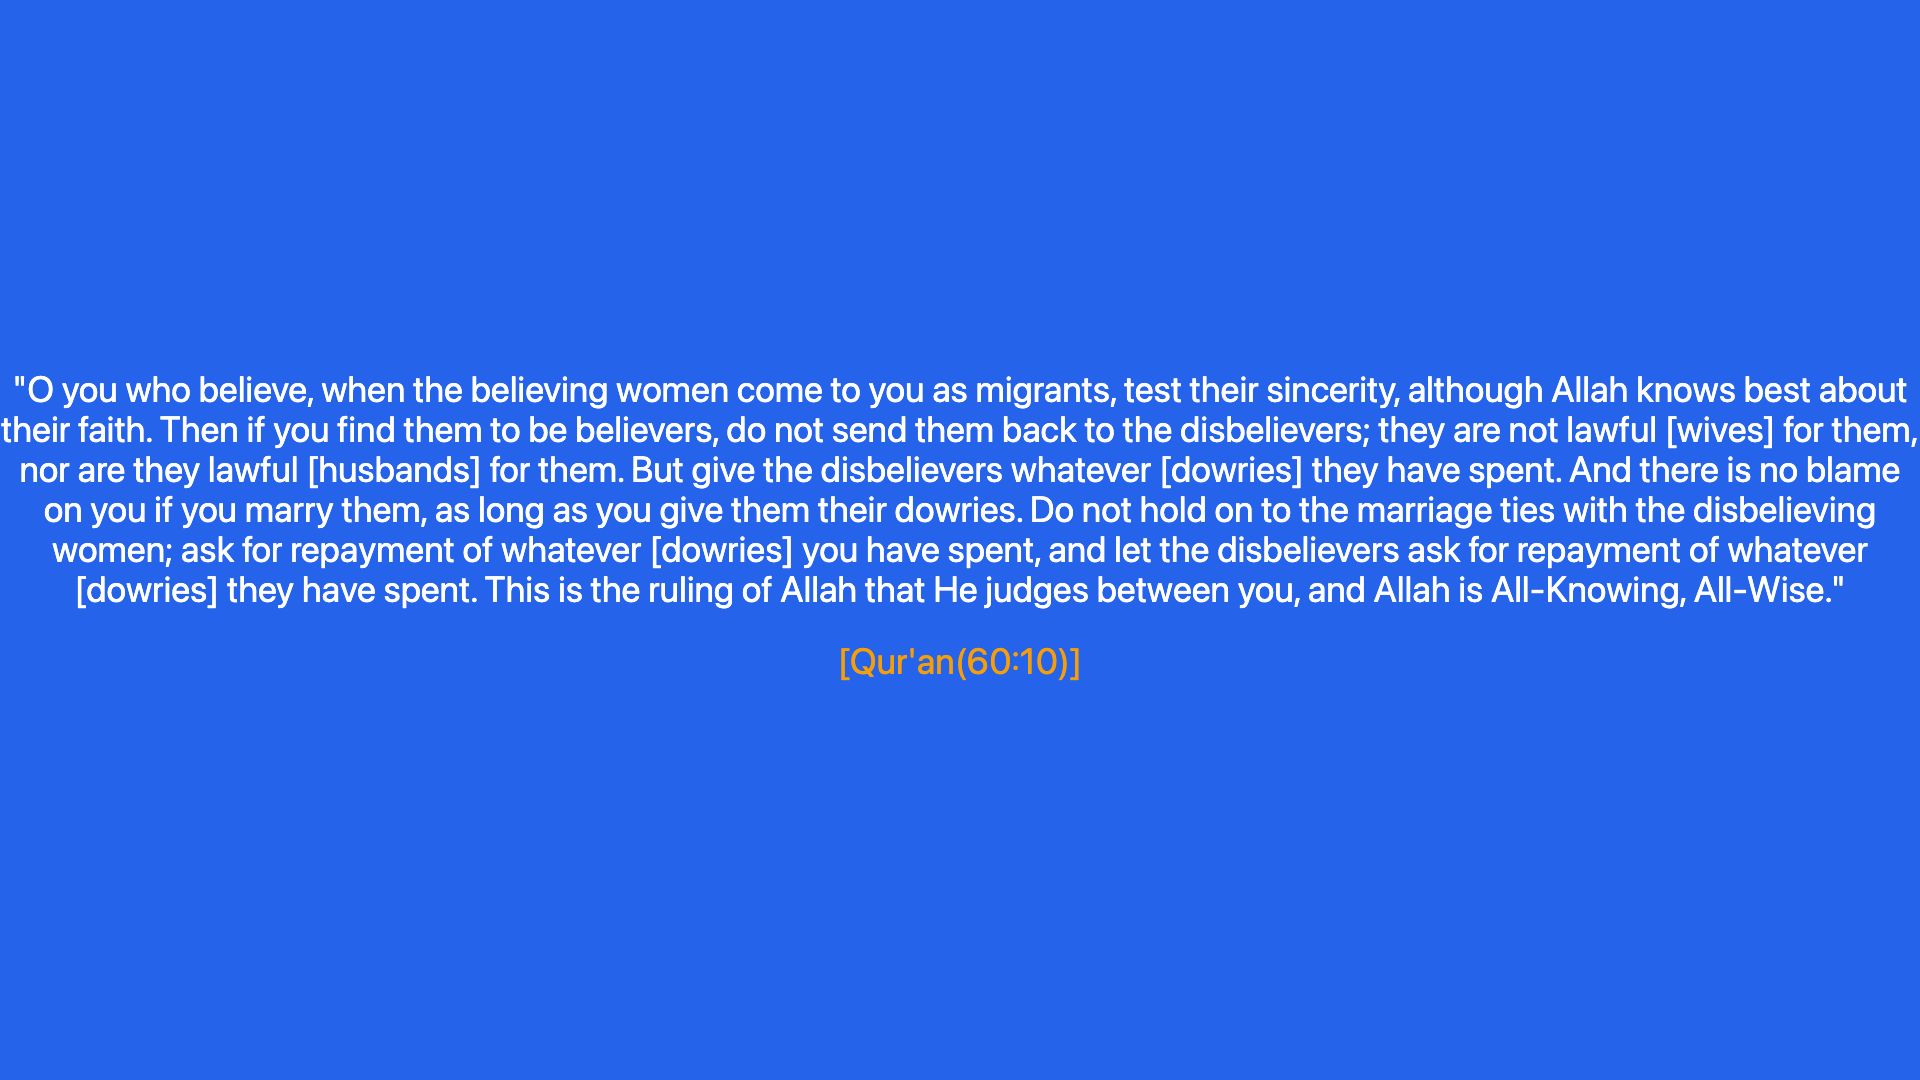 "O you who believe, when the believing women come to you as migrants, test their sincerity, although Allah knows best about
their faith. Then if you find them to be believers, do not send them back to the disbelievers; they are not lawful [wives] for them,
nor are they lawful [husbands] for them. But give the disbelievers whatever [dowries] they have spent. And there is no blame
on you if you marry them, as long as you give them their dowries. Do not hold on to the marriage ties with the disbelieving
women; ask for repayment of whatever [dowries] you have spent, and let the disbelievers ask for repayment of whatever
[dowries] they have spent. This is the ruling of Allah that He judges between you, and Allah is All-Knowing, All-Wise."
[Qur'an(60:10)]